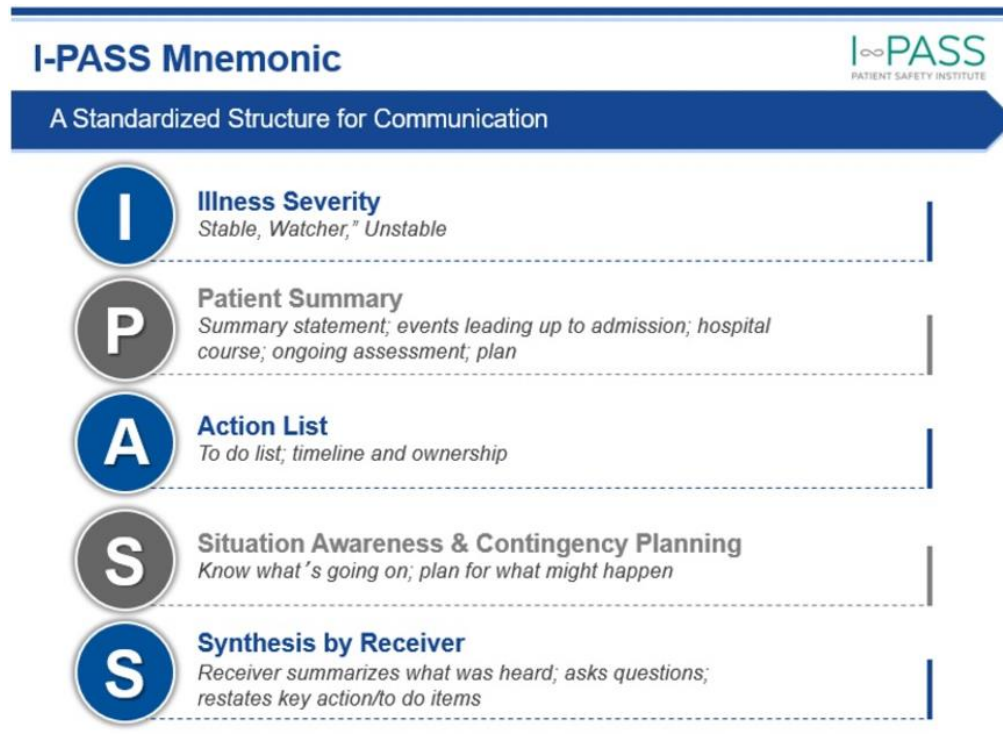 I-PASS Mnemonic
I∞PASS
PATIENT SAFETY INSTITUTE
A Standardized Structure for Communication
I
Illness Severity
Stable, Watcher,” Unstable
P
Patient Summary
Summary statement; events leading up to admission; hospital
course; ongoing assessment; plan
A
Action List
To do list; timeline and ownership
S
Situation Awareness & Contingency Planning
Know what’s going on; plan for what might happen
S
Synthesis by Receiver
Receiver summarizes what was heard; asks questions;
restates key action/to do items